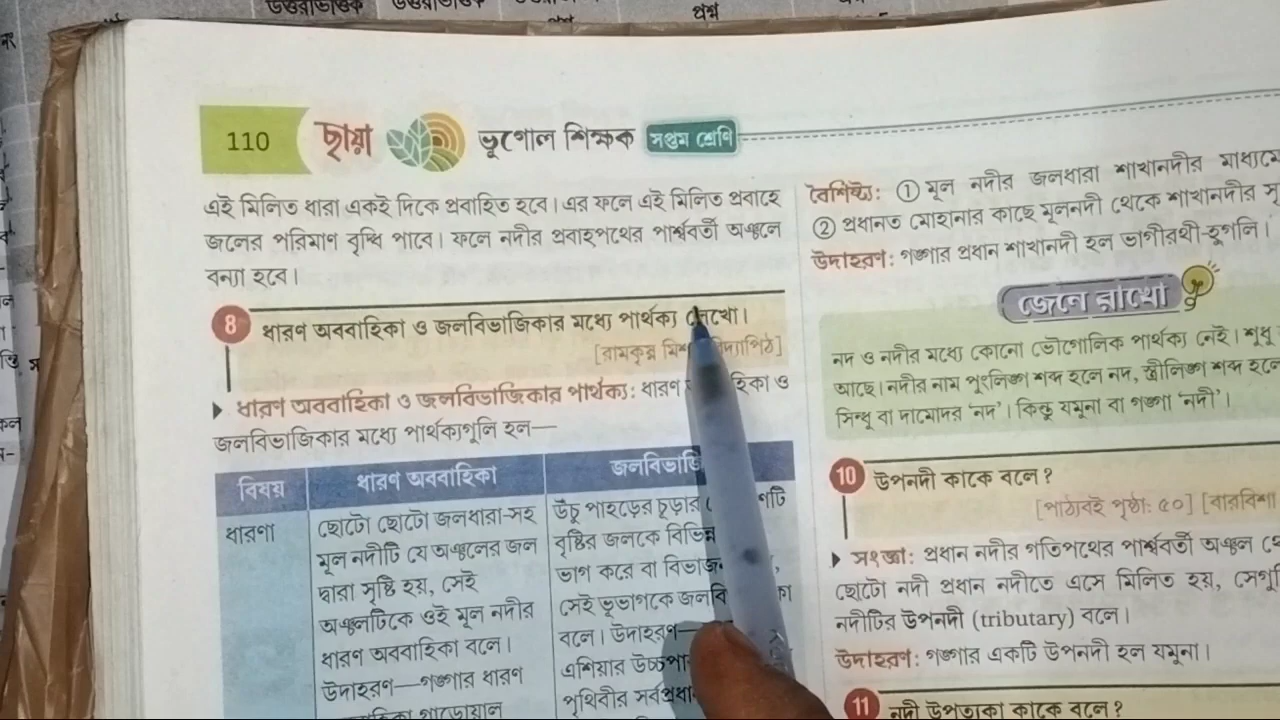 110 ছায়া ভূগোল শিক্ষক সপ্তম শ্রেণি
এই মিলিত ধারা একই দিকে প্রবাহিত হবে। এর ফলে এই মিলিত প্রবাহে
জলের পরিমাণ বৃদ্ধি পাবে। ফলে নদীর প্রবাহপথের পার্শ্ববর্তী অঞ্চলে
বন্যা হবে।
8 ধারণ অববাহিকা ও জলবিভাজিকার মধ্যে পার্থক্য লেখো।
[রামকৃষ্ণ
ধারণ অববাহিকা ও জলবিভাজিকার পার্থক্য: ধারণ ও
জলবিভাজিকার মধ্যে পার্থক্যগুলি হল—
বিষয় ধারণ অববাহিকা
ধারণা
ছোটো ছোটো জলধারা-সহ
মূল নদীটি যে অঞ্চলের জল
দ্বারা সৃষ্টি হয়, সেই
অঞ্চলটিকে ওই মূল নদীর
ধারণ অববাহিকা বলে।
উদাহরণ—গঙ্গার ধারণ
উঁচু পাহাড়ের চূড়ার
বৃষ্টির জলকে বিভিন্ন
ভাগ করে বা
সেই ভূভাগকে
বলে। উদাহরণ—
এশিয়ার
পৃথিবীর
বৈশিষ্ট্য: ① মূল নদীর জলধারা শাখানদীর মাধ্যমে
② প্রধানত মোহানার কাছে মূলনদী থেকে শাখানদীর
উদাহরণ: গঙ্গার প্রধান শাখানদী হল ভাগীরথী-হুগলি।
জেনে রাখো
নদ ও নদীর মধ্যে কোনো ভৌগোলিক পার্থক্য নেই। শুধু
আছে। নদীর নাম পুংলিঙ্গ শব্দ হলে নদ, স্ত্রীলিঙ্গ শব্দ হলে
সিন্ধু বা দামোদর 'নদ'। কিন্তু যমুনা বা গঙ্গা 'নদী'।
10 উপনদী কাকে বলে?
[পাঠ্যবই পৃষ্ঠা: ৫০]
সংজ্ঞা: প্রধান নদীর গতিপথের পার্শ্ববর্তী অঞ্চল
ছোটো নদী প্রধান নদীতে এসে মিলিত হয়,
নদীটির উপনদী (tributary) বলে।
উদাহরণ: গঙ্গার একটি উপনদী হল যমুনা।
11 নদী উপত্যকা কাকে বলে?